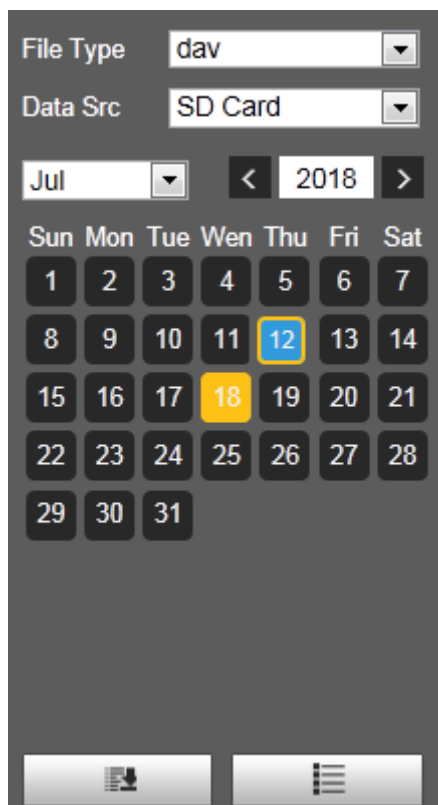 File Type dav
Data Src SD Card
Jul < 2018 >
Sun Mon Tue Wen Thu Fri Sat
1 2 3 4 5 6 7
8 9 10 11 12 13 14
15 16 17 18 19 20 21
22 23 24 25 26 27 28
29 30 31